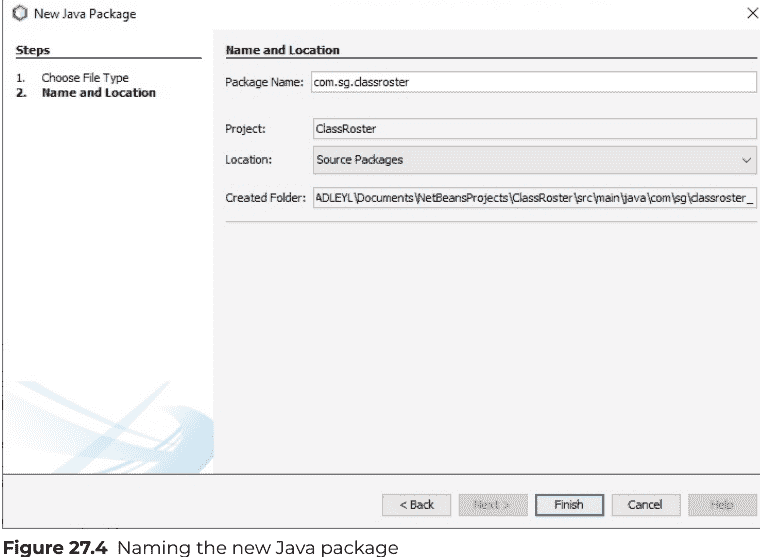 New Java Package
Steps
1. Choose File Type
2. Name and Location
Name and Location
Package Name: com.sg.classroster
Project: ClassRoster
Location: Source Packages
Created Folder: ADLEYL\Documents\NetBeansProjects\ClassRoster\src\main\java\com\sg\classroster_
< Back Next > Finish Cancel Help
Figure 27.4 Naming the new Java package